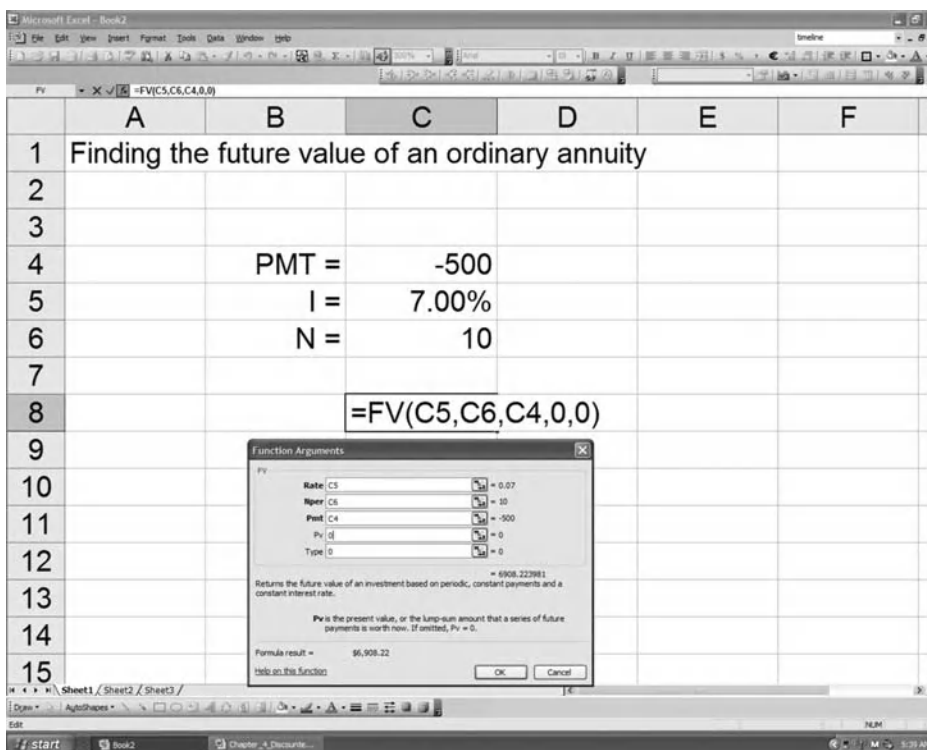 Microsoft Excel - Book2
File Edit View Insert Format Tools Data Window Help
timeline
Arial
PV =FV(C5,C6,C4,0,0)
A B C D E F
1 Finding the future value of an ordinary annuity
2
3
4 PMT = -500
5 I = 7.00%
6 N = 10
7
8 =FV(C5,C6,C4,0,0)
9
10
11
12
13
14
15
Function Arguments
FV
Rate C5 = 0.07
Nper C6 = 10
Pmt C4 = -500
Pv 0 = 0
Type 0 = 0
= 6908.223981
Returns the future value of an investment based on periodic, constant payments and a
constant interest rate.
Pv is the present value, or the lump-sum amount that a series of future
payments is worth now. If omitted, Pv = 0.
Formula result = $6,908.22
Help on this function OK Cancel
Sheet1 / Sheet2 / Sheet3 /
Draw AutoShapes
Edit NUM
start Book2 Chapter_4_Discounte...